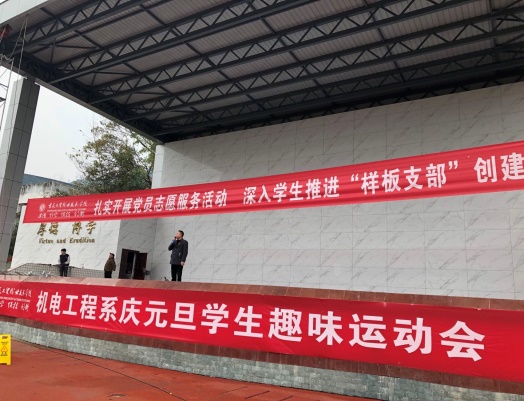 扎实开展党员志愿服务活动 深入学生推进“样板支部”创建
厚德 博学
Virtue and Erudition
机电工程系庆元旦学生趣味运动会